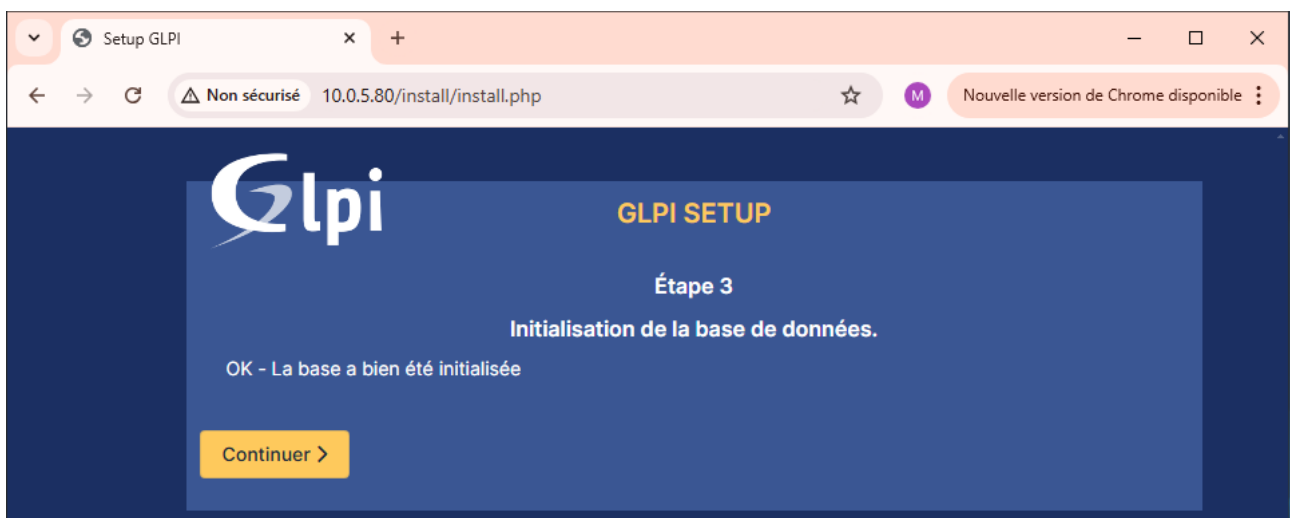 Setup GLPI
Non sécurisé 10.0.5.80/install/install.php M Nouvelle version de Chrome disponible
Glpi
GLPI SETUP
Étape 3
Initialisation de la base de données.
OK - La base a bien été initialisée
Continuer